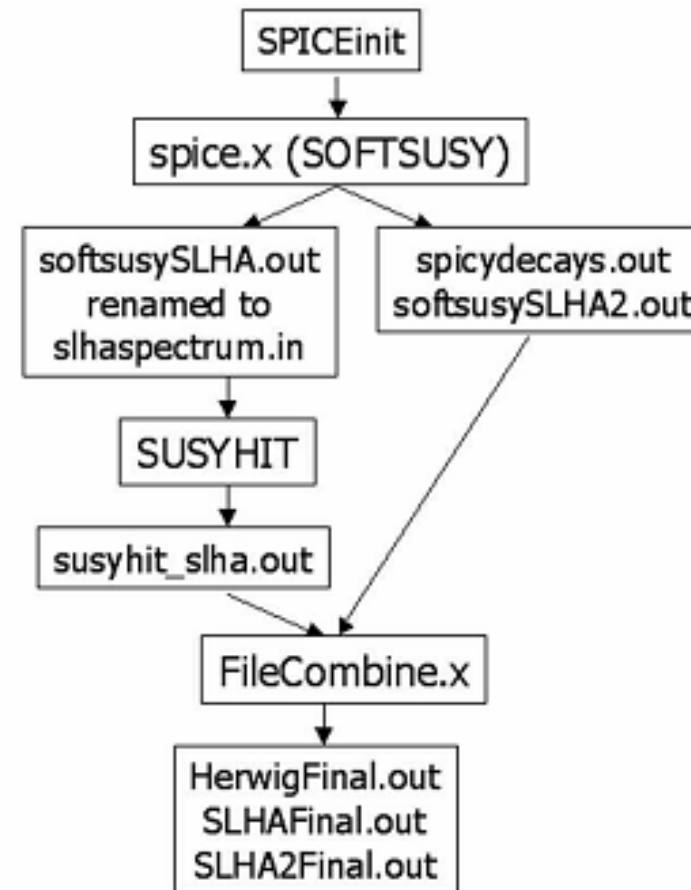 SPICEinit
spice.x (SOFTSUSY)
softsusySLHA.out
renamed to
slhaspectrum.in
spicydecays.out
softsusySLHA2.out
SUSYHIT
susyhit_slha.out
FileCombine.x
HerwigFinal.out
SLHAFinal.out
SLHA2Final.out